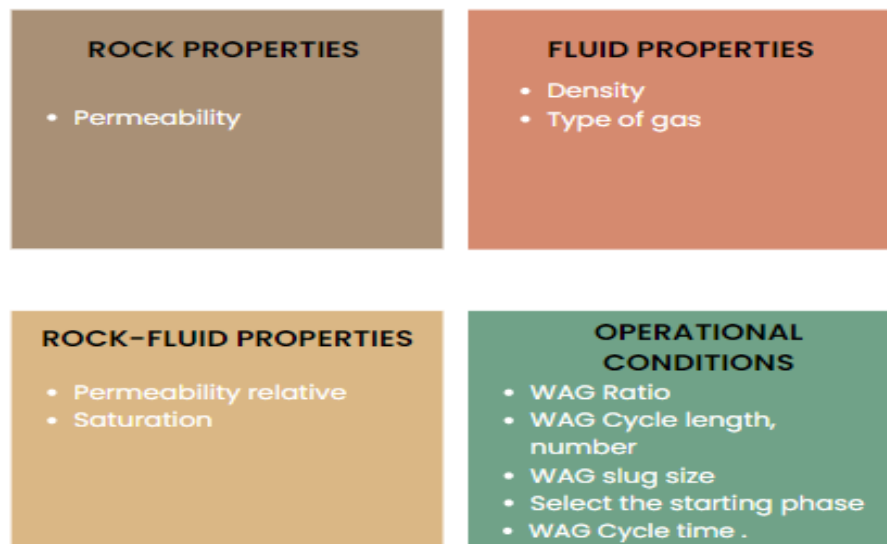 ROCK PROPERTIES
• Permeability
FLUID PROPERTIES
• Density
• Type of gas
ROCK-FLUID PROPERTIES
• Permeability relative
• Saturation
OPERATIONAL
CONDITIONS
• WAG Ratio
• WAG Cycle length,
number
• WAG slug size
• Select the starting phase
• WAG Cycle time .